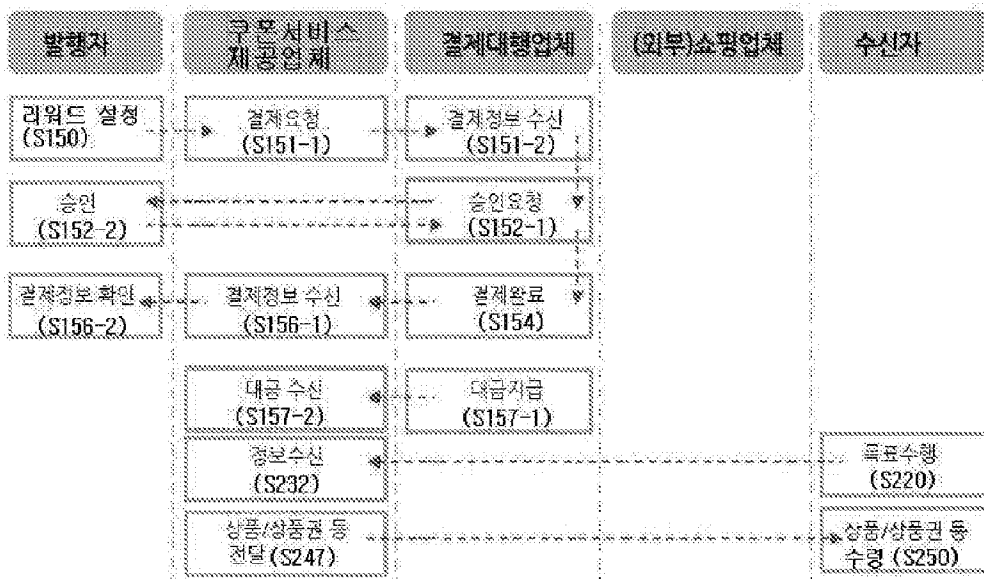 발행자
쿠폰서비스
제공업체
결제대행업체
(외부)쇼핑업체
수신자
리워드 설정
(S150)
결제요청
(S151-1)
결제정보 수신
(S151-2)
승인
(S152-2)
승인요청
(S152-1)
결제정보 확인
(S156-2)
결제정보 수신
(S156-1)
결제완료
(S154)
대금 수신
(S157-2)
대금지급
(S157-1)
정보수신
(S232)
목표수행
(S220)
상품/상품권 등
전달 (S247)
상품/상품권 등
수령 (S250)